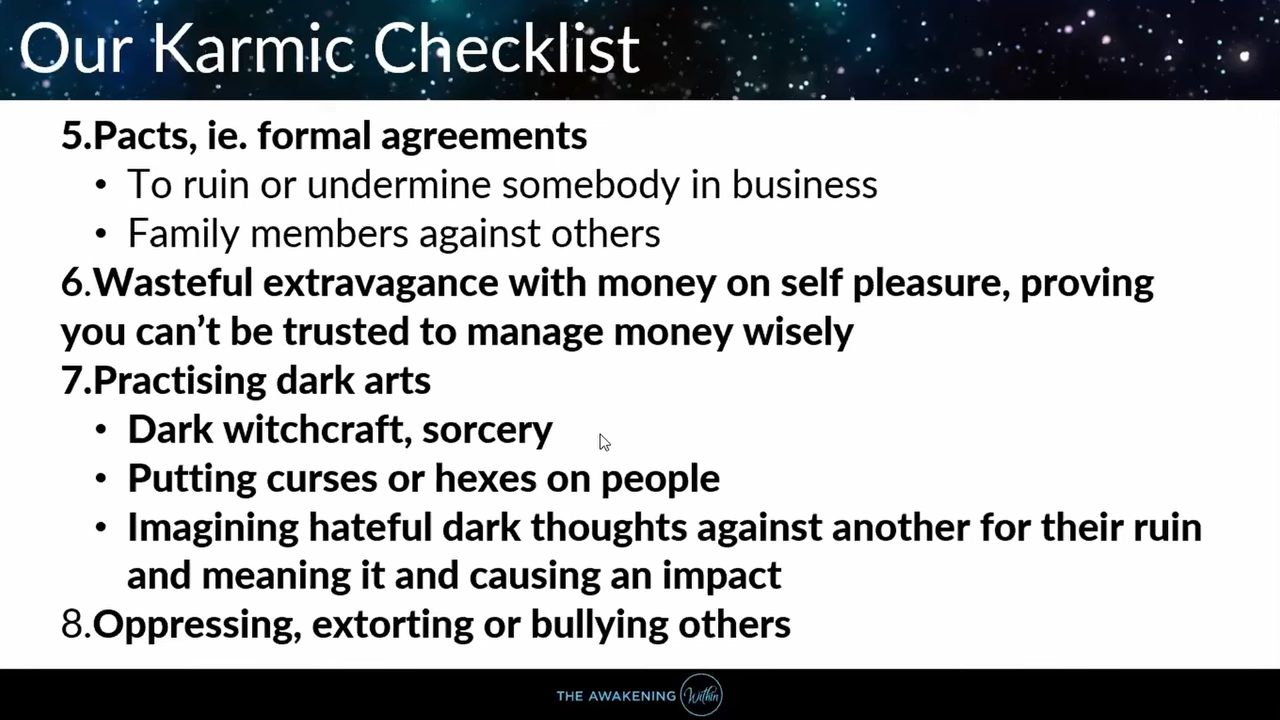 Our Karmic Checklist
5.Pacts, ie. formal agreements
• To ruin or undermine somebody in business
• Family members against others
6.Wasteful extravagance with money on self pleasure, proving
you can't be trusted to manage money wisely
7.Practising dark arts
• Dark witchcraft, sorcery
• Putting curses or hexes on people
• Imagining hateful dark thoughts against another for their ruin
and meaning it and causing an impact
8.Oppressing, extorting or bullying others
THE AWAKENING Within